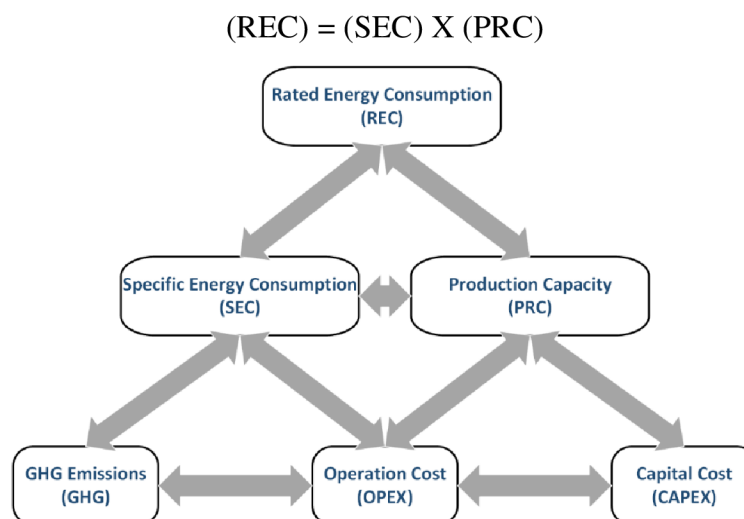 (REC) = (SEC) X (PRC)
Rated Energy Consumption
(REC)
Specific Energy Consumption
(SEC)
Production Capacity
(PRC)
GHG Emissions
(GHG)
Operation Cost
(OPEX)
Capital Cost
(CAPEX)